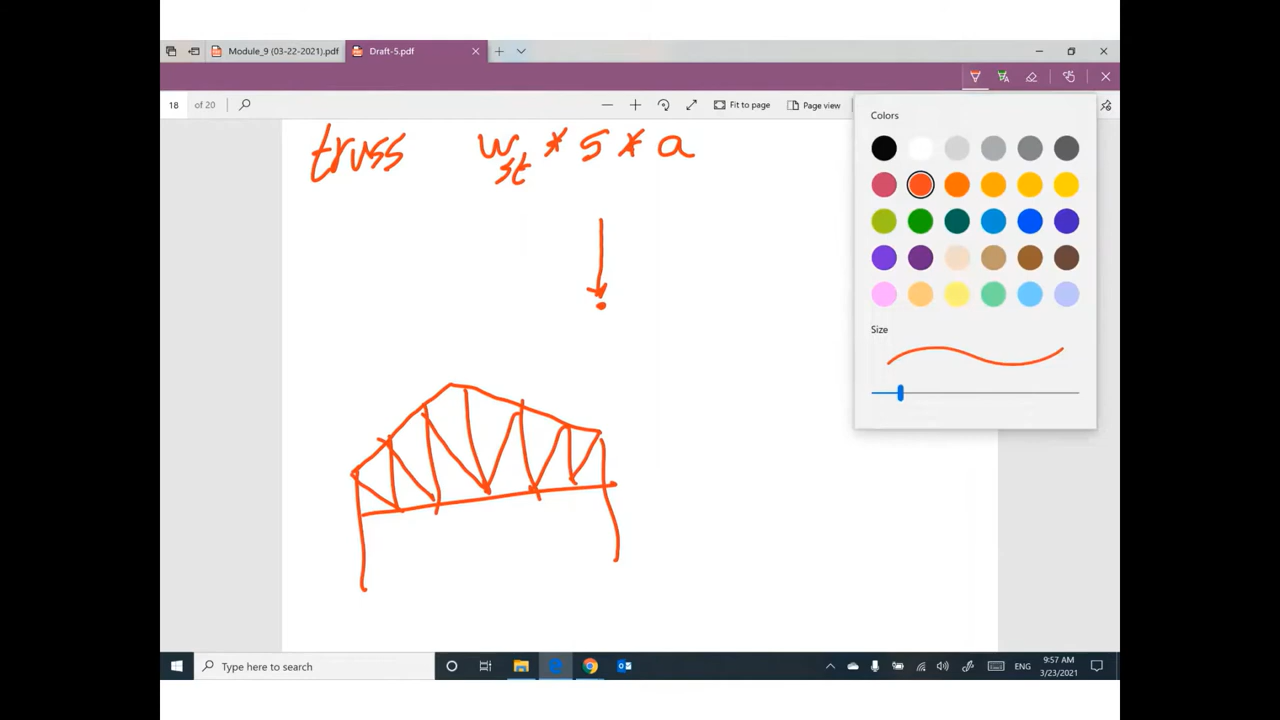 Module_9 (03-22-2021).pdf Draft-5.pdf
18 of 20 Fit to page Page view
Colors
truss w st * s * a
Size
Type here to search
ENG 9:57 AM
3/23/2021